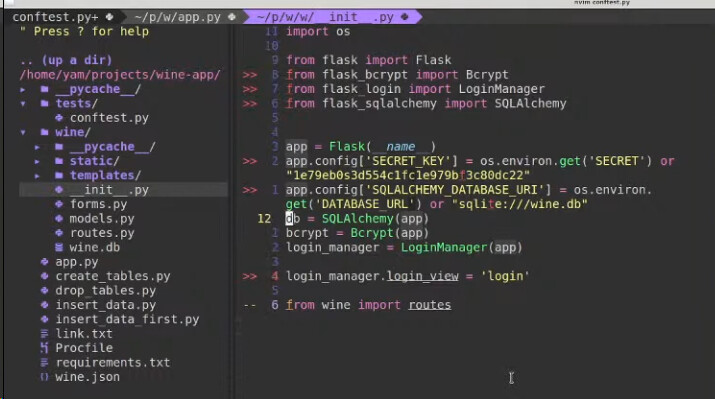 nvim conftest.py
conftest.py+ ~/p/w/app.py ~/p/w/w/__init__.py
" Press ? for help
.. (up a dir)
/home/yam/projects/wine-app/
__pycache__/
tests/
conftest.py
wine/
__pycache__/
static/
templates/
__init__.py
forms.py
models.py
routes.py
wine.db
app.py
create_tables.py
drop_tables.py
insert_data.py
insert_data_first.py
link.txt
Procfile
requirements.txt
wine.json
11 import os
10
9 from flask import Flask
>> 8 from flask_bcrypt import Bcrypt
>> 7 from flask_login import LoginManager
>> 6 from flask_sqlalchemy import SQLAlchemy
5
4
3 app = Flask(__name__)
>> 2 app.config['SECRET_KEY'] = os.environ.get('SECRET') or
"1e79eb0s3d554c1fc1e979bf3c80dc22"
>> 1 app.config['SQLALCHEMY_DATABASE_URI'] = os.environ.
get('DATABASE_URL') or "sqlite:///wine.db"
12 db = SQLAlchemy(app)
1 bcrypt = Bcrypt(app)
2 login_manager = LoginManager(app)
3
>> 4 login_manager.login_view = 'login'
5
-- 6 from wine import routes